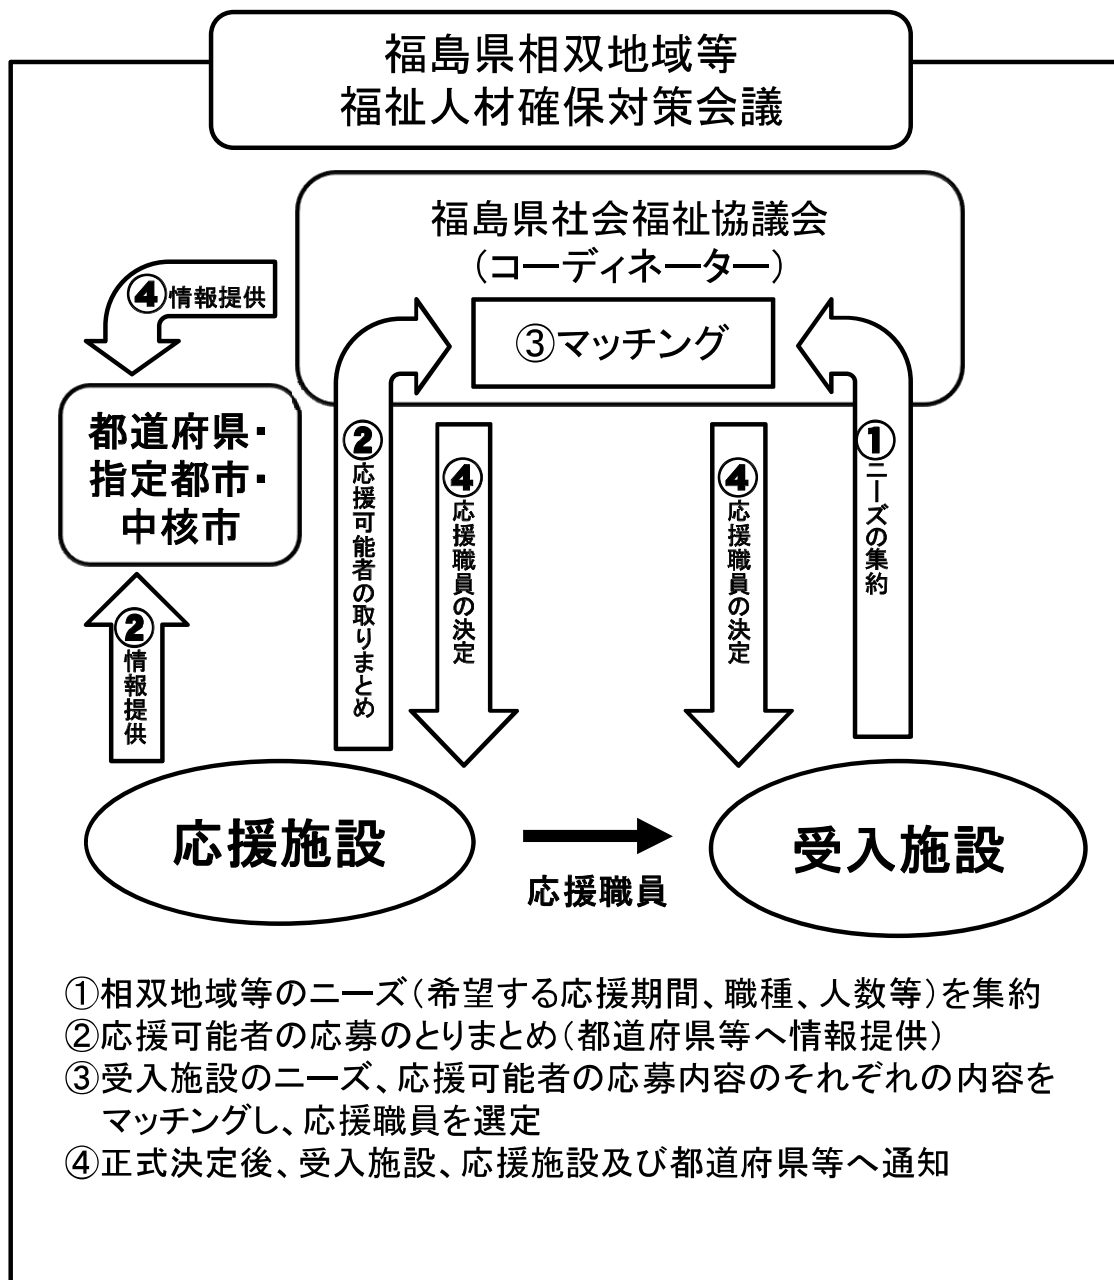 福島県相双地域等
福祉人材確保対策会議
福島県社会福祉協議会
(コーディネーター)
③マッチング
④情報提供
都道府県・
指定都市・
中核市
②情報提供
②応援可能者の取りまとめ
④応援職員の決定
④応援職員の決定
①ニーズの集約
応援施設
応援職員
受入施設
①相双地域等のニーズ(希望する応援期間、職種、人数等)を集約
②応援可能者の応募のとりまとめ(都道府県等へ情報提供)
③受入施設のニーズ、応援可能者の応募内容のそれぞれの内容を
マッチングし、応援職員を選定
④正式決定後、受入施設、応援施設及び都道府県等へ通知